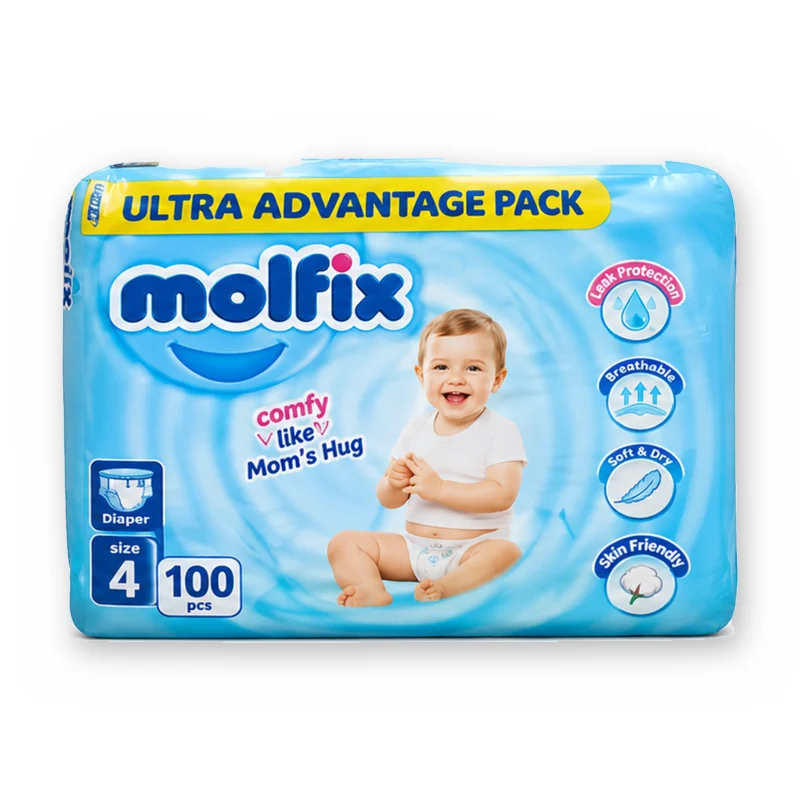 ULTRA ADVANTAGE PACK
molfix
comfy
like
Mom's Hug
Leak Protection
Breathable
Soft & Dry
Skin Friendly
Diaper
size
4
100
pcs
molfix